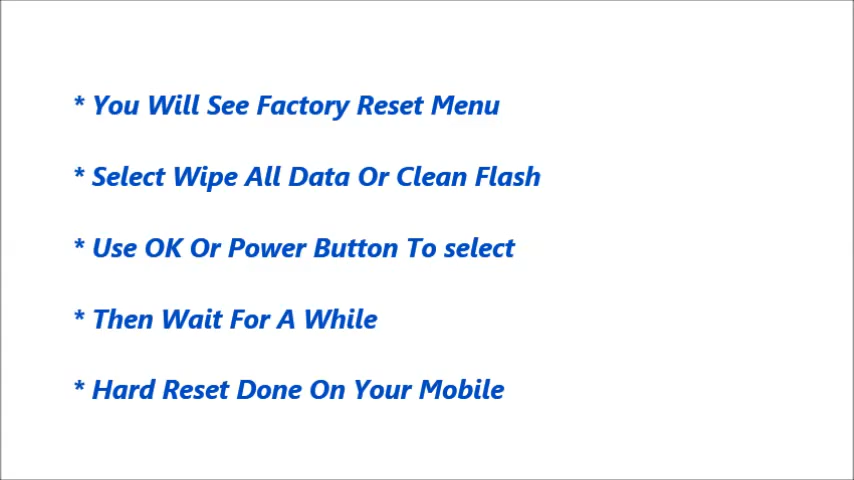 * You Will See Factory Reset Menu
* Select Wipe All Data Or Clean Flash
* Use OK Or Power Button To select
* Then Wait For A While
* Hard Reset Done On Your Mobile